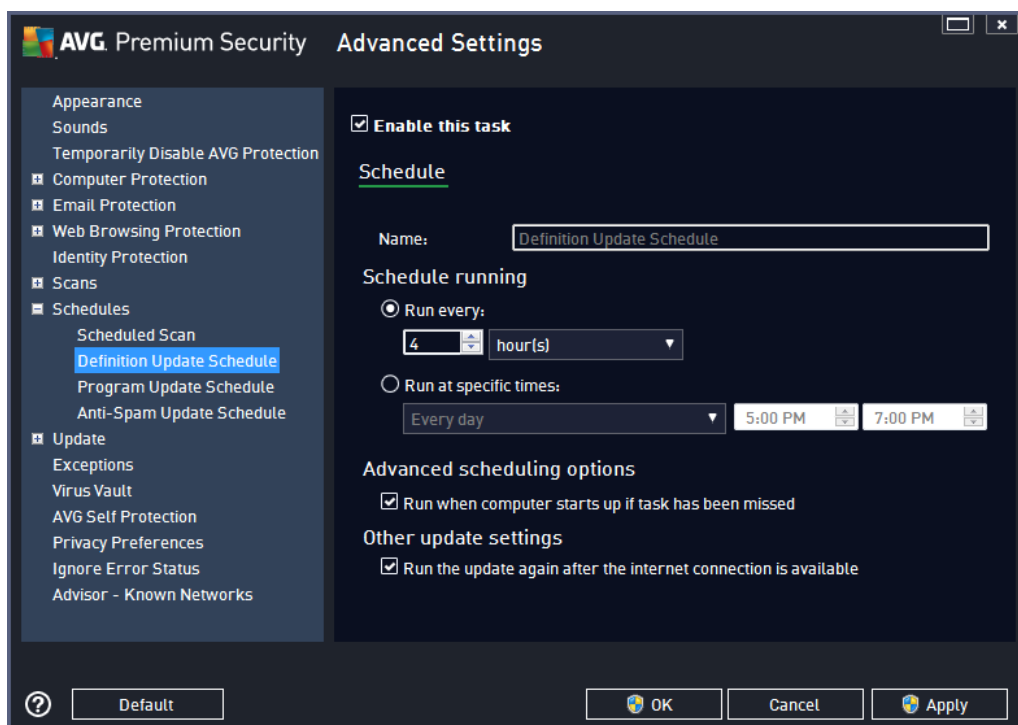 AVG. Premium Security
Advanced Settings
Appearance
Sounds
Temporarily Disable AVG Protection
Computer Protection
Email Protection
Web Browsing Protection
Identity Protection
Scans
Schedules
Scheduled Scan
Definition Update Schedule
Program Update Schedule
Anti-Spam Update Schedule
Update
Exceptions
Virus Vault
AVG Self Protection
Privacy Preferences
Ignore Error Status
Advisor - Known Networks
Enable this task
Schedule
Name: Definition Update Schedule
Schedule running
Run every:
4 hour(s)
Run at specific times:
Every day 5:00 PM 7:00 PM
Advanced scheduling options
Run when computer starts up if task has been missed
Other update settings
Run the update again after the internet connection is available
? Default OK Cancel Apply